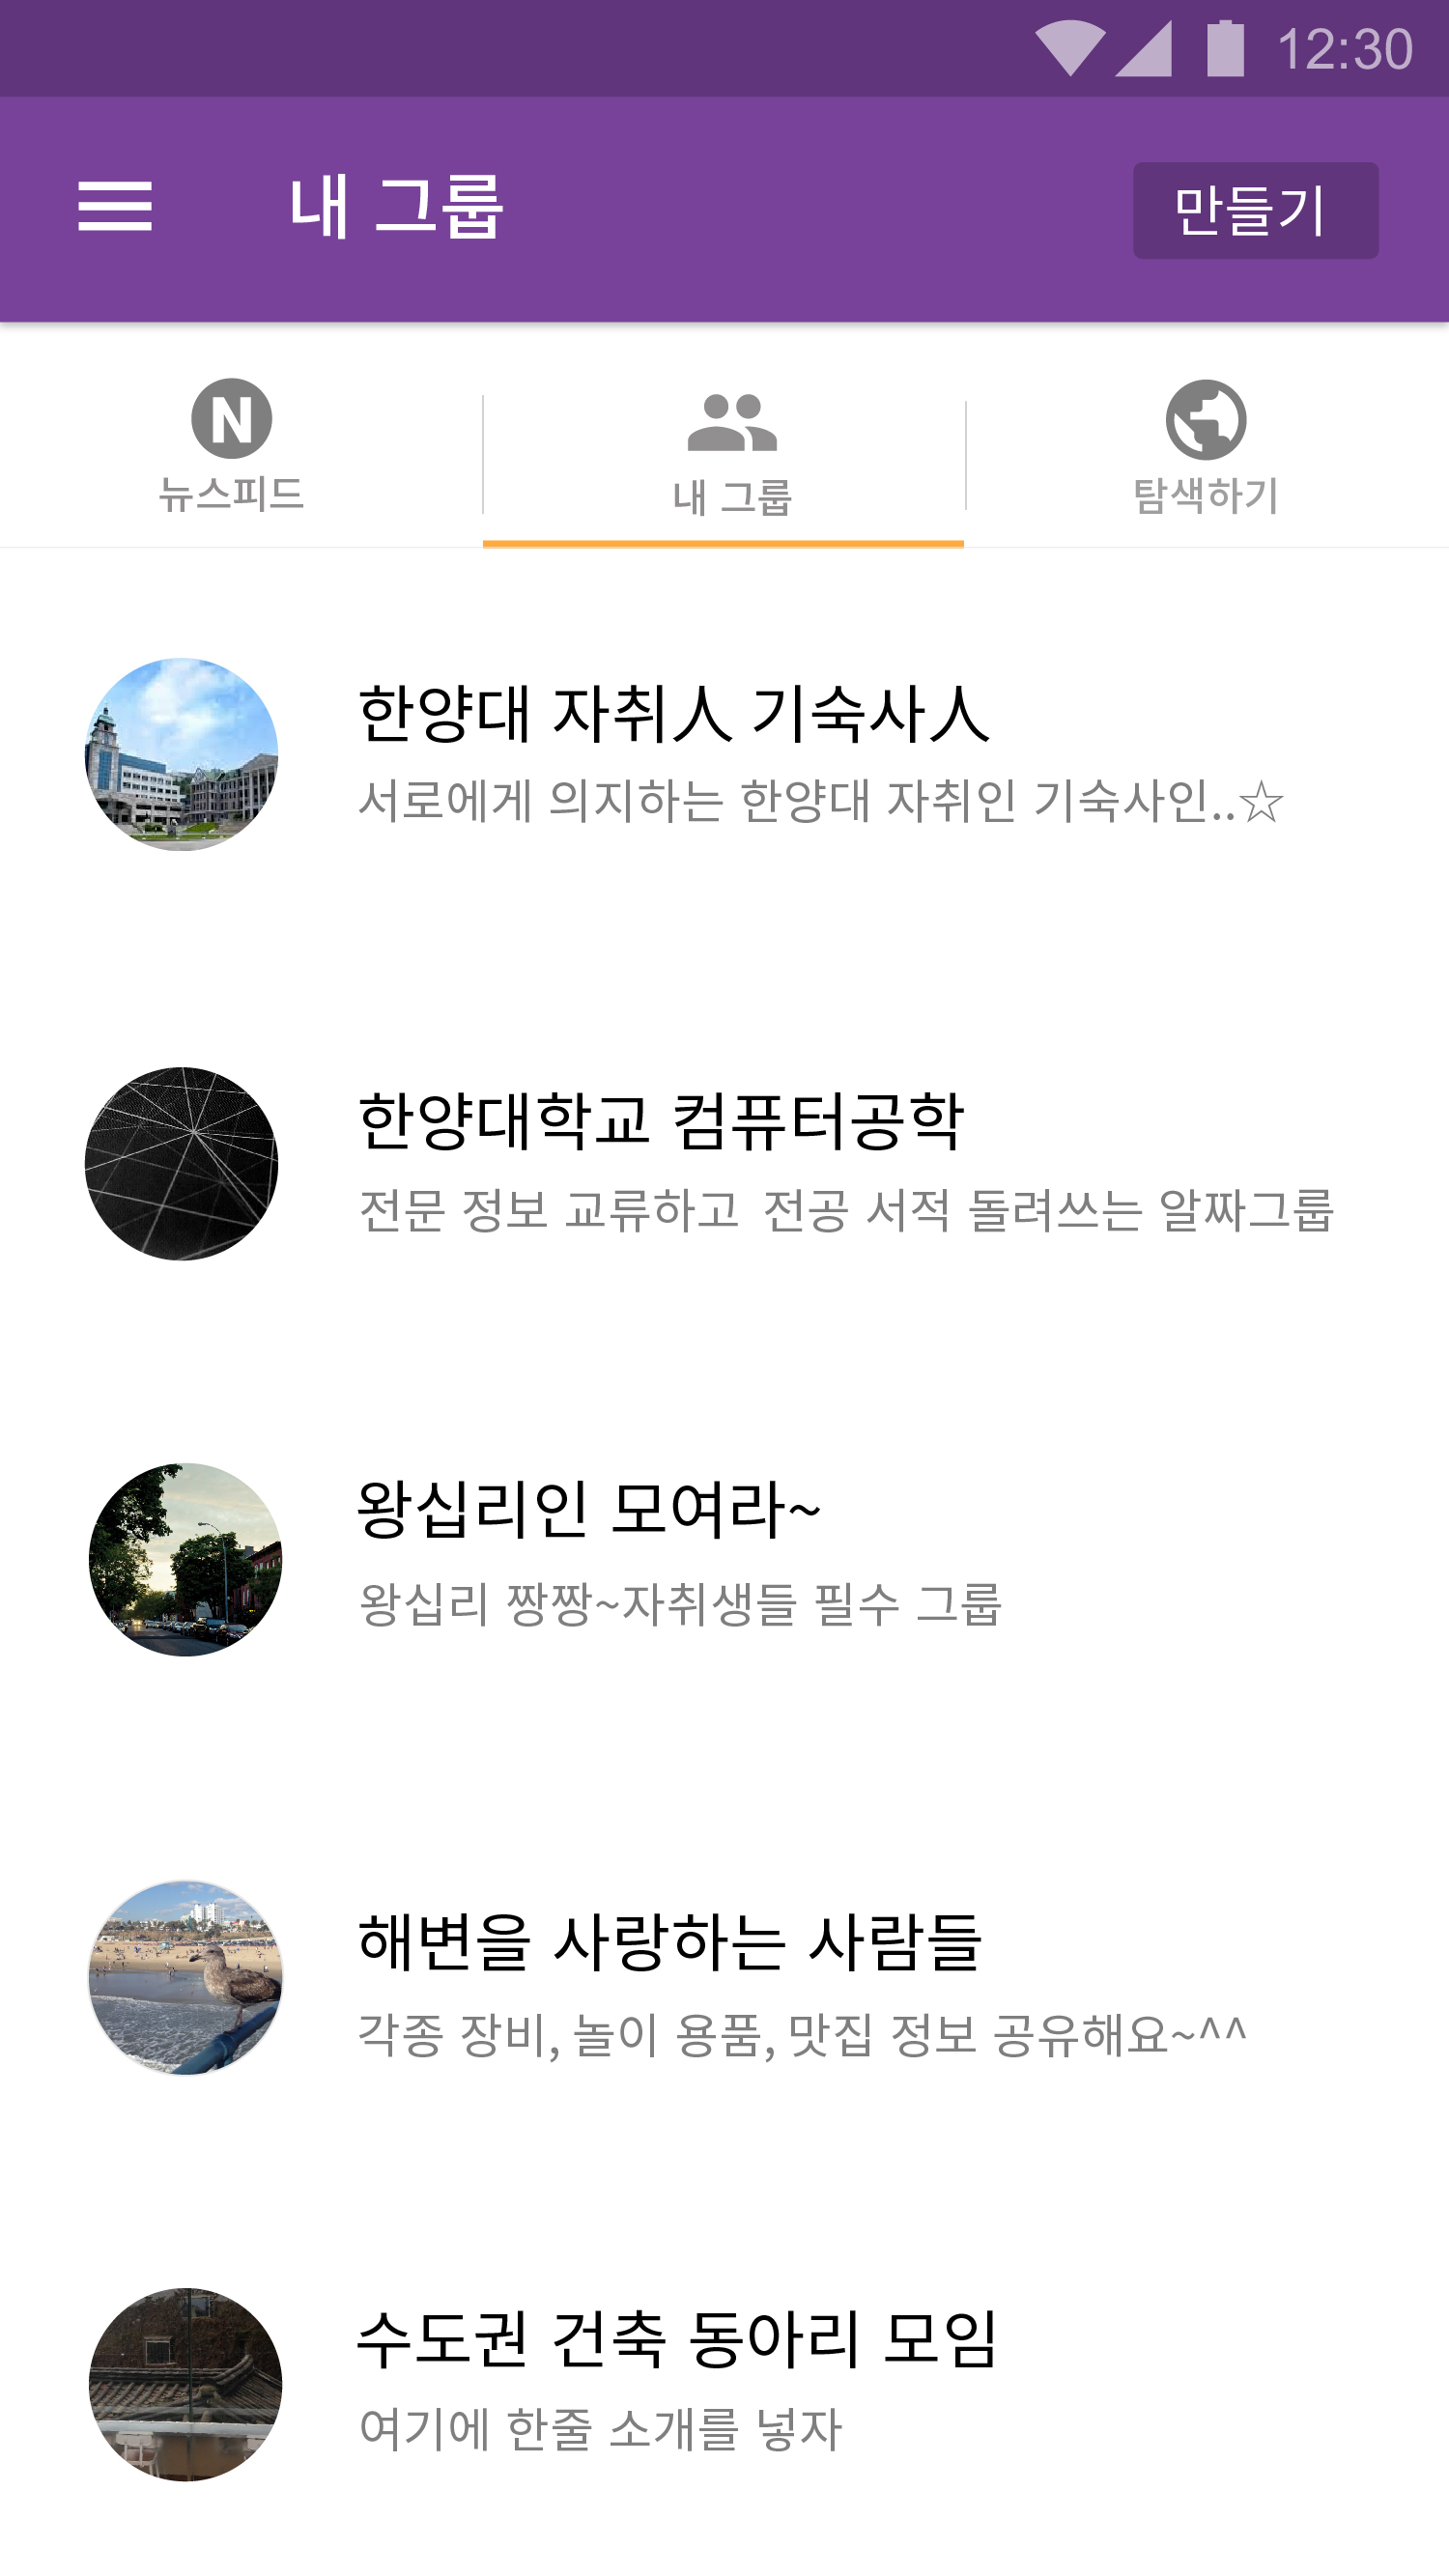 12:30
내 그룹
만들기
N
뉴스피드
내 그룹
탐색하기
한양대 자취人 기숙사人
서로에게 의지하는 한양대 자취인 기숙사인..☆
한양대학교 컴퓨터공학
전문 정보 교류하고  전공 서적 돌려쓰는 알짜그룹
왕십리인 모여라~
왕십리 짱짱~자취생들 필수 그룹
해변을 사랑하는 사람들
각종 장비, 놀이 용품, 맛집 정보 공유해요~^^
수도권 건축 동아리 모임
여기에 한줄 소개를 넣자